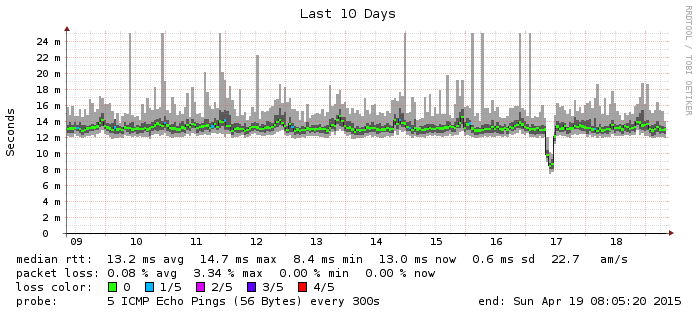 Last 10 Days
RRDTOOL / TOBI OETIKER
Seconds
24 m
22 m
20 m
18 m
16 m
14 m
12 m
10 m
8 m
6 m
4 m
2 m
0
09 10 11 12 13 14 15 16 17 18
median rtt: 13.2 ms avg 14.7 ms max 8.4 ms min 13.0 ms now 0.6 ms sd 22.7 am/s
packet loss: 0.08 % avg 3.34 % max 0.00 % min 0.00 % now
loss color: 0 1/5 2/5 3/5 4/5
probe: 5 ICMP Echo Pings (56 Bytes) every 300s end: Sun Apr 19 08:05:20 2015